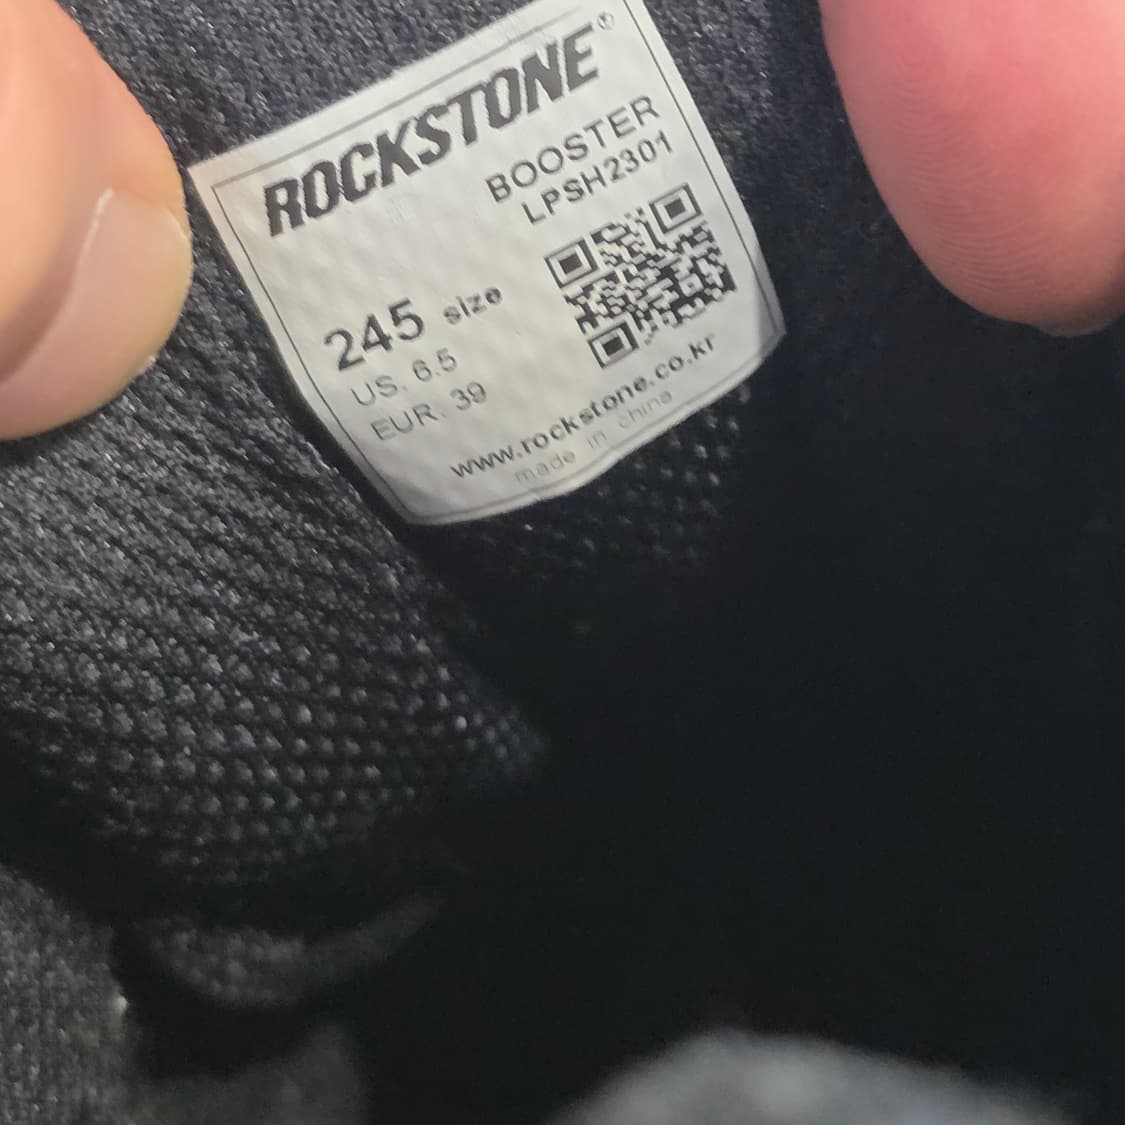 ROCKSTONE®
BOOSTER
LPSH2301
245 size
US. 6.5
EUR. 39
www.rockstone.co.kr
made in china